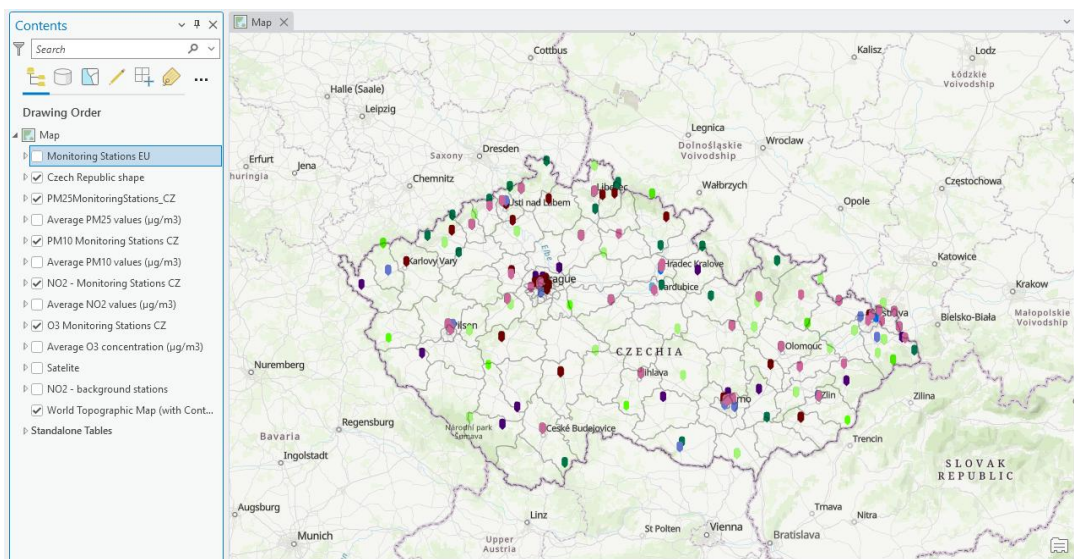 Contents
Search
Drawing Order
Map
Monitoring Stations EU
Czech Republic shape
PM25MonitoringStations_CZ
Average PM25 values (µg/m3)
PM10 Monitoring Stations CZ
Average PM10 values (µg/m3)
NO2 - Monitoring Stations CZ
Average NO2 values (µg/m3)
O3 Monitoring Stations CZ
Average O3 concentration (µg/m3)
Satelite
NO2 - background stations
World Topographic Map (with Cont...
Standalone Tables
Map
Cottbus
Kalisz
Lodz
Łódzkie
Voivodship
Halle (Saale)
Leipzig
Legnica
Wroclaw
Dolnośląskie
Voivodship
Erfurt
Jena
huringia
Saxony
Dresden
Chemnitz
Wałbrzych
Częstochowa
Opole
Liberec
Ústí nad Labem
Elbe
Karlovy Vary
Katowice
Krakow
Hradec Kralove
Prague
Pardubice
Małopolskie
Voivodship
Bielsko-Biała
Ostrava
Pilsen
CZECHIA
Olomouc
Jihlava
Nuremberg
Zlin
Brno
Zilina
Regensburg
Národní park
Šumava
České Budejovice
Trencin
Bavaria
Ingolstadt
SLOVAK
REPUBLIC
Augsburg
Linz
Trnava
Nitra
Munich
St Polten
Vienna
Bratislava
Upper
Austria